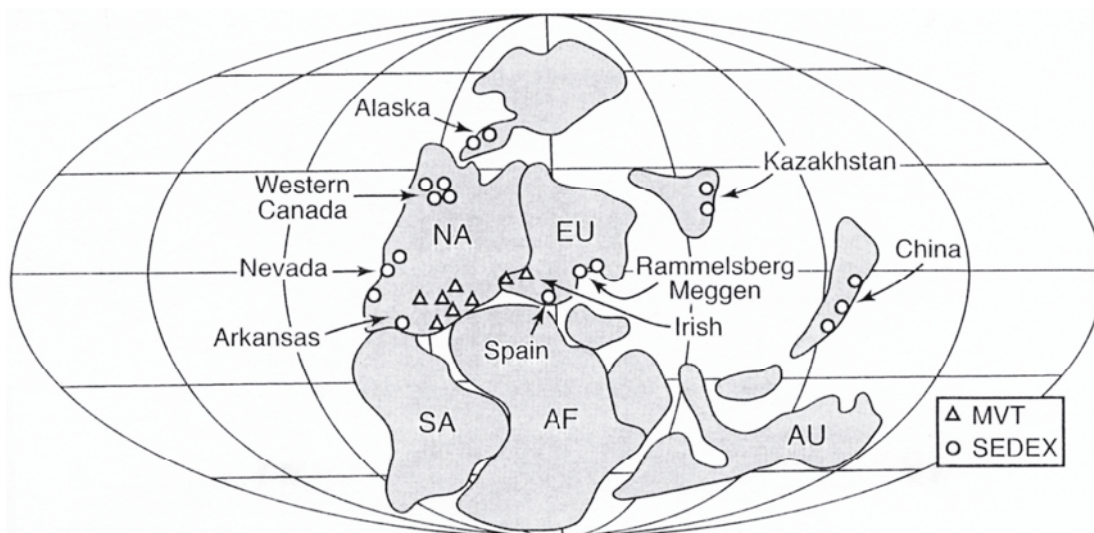 Alaska
Western
Canada
Kazakhstan
NA
EU
China
Nevada
Rammelsberg
Meggen
Arkansas
Irish
Spain
SA
AF
AU
MVT
SEDEX